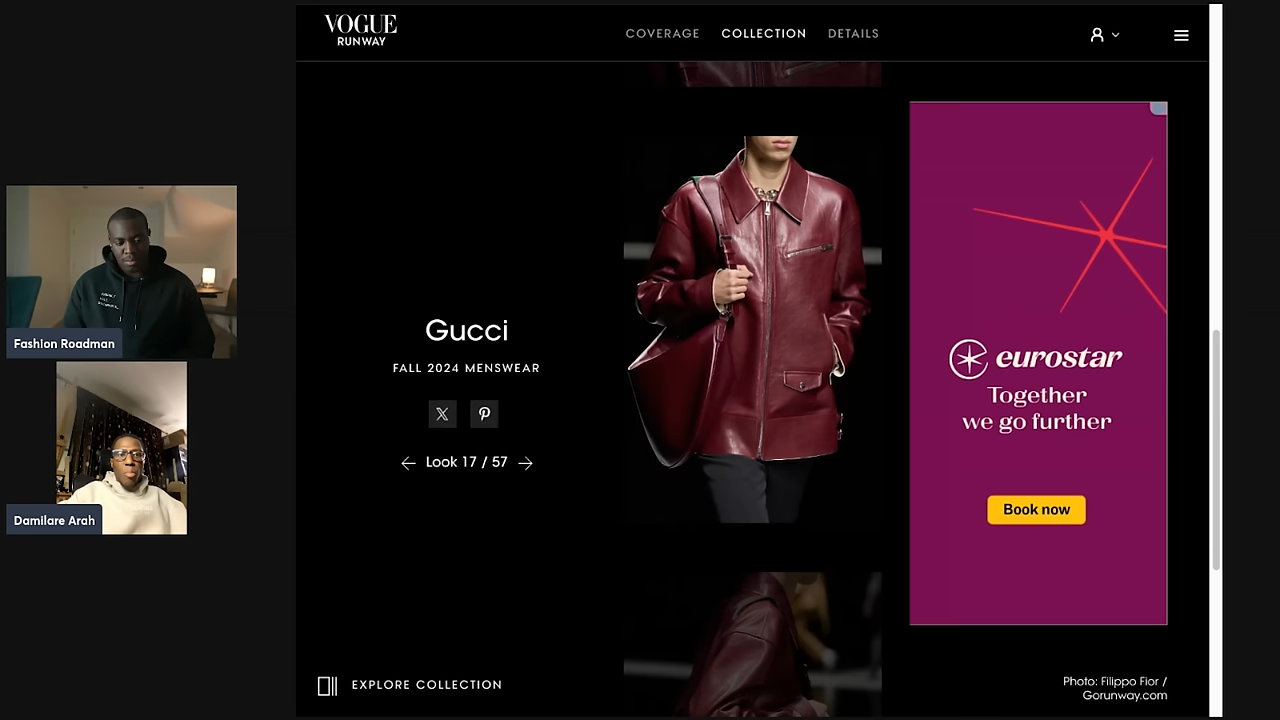 VOGUE
RUNWAY
COVERAGE COLLECTION DETAILS
Fashion Roadman
Damilare Arah
Gucci
FALL 2024 MENSWEAR
Look 17 / 57
EXPLORE COLLECTION
eurostar
Together
we go further
Book now
Photo: Filippo Fior /
Gorunway.com